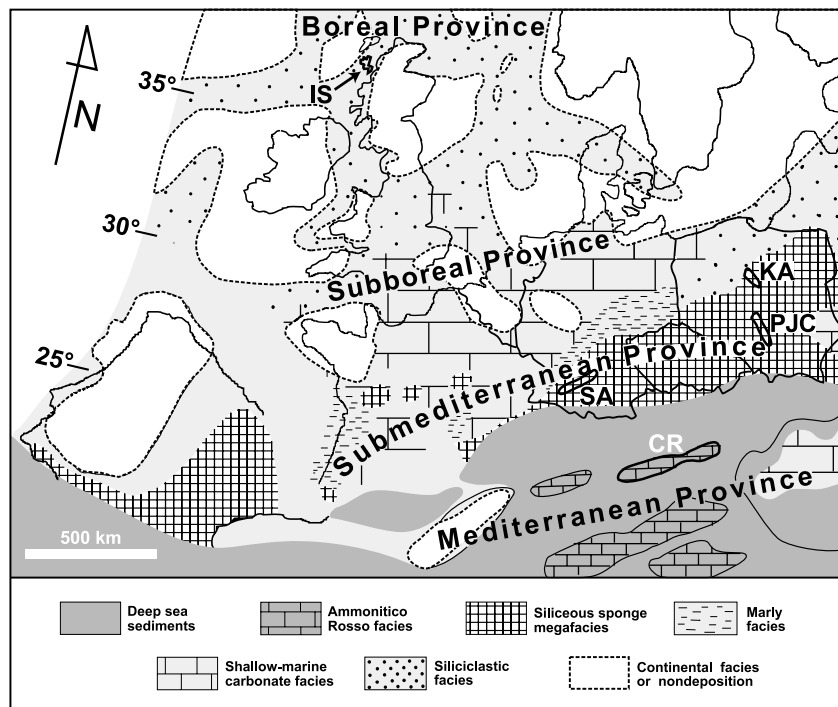 Boreal Province
35°
IS
N
30°
Subboreal Province
KA
PJC
25°
Submediterranean Province
SA
CR
Mediterranean Province
500 km
Deep sea
sediments
Ammonitico
Rosso facies
Siliceous sponge
megafacies
Marly
facies
Shallow-marine
carbonate facies
Siliciclastic
facies
Continental facies
or nondeposition